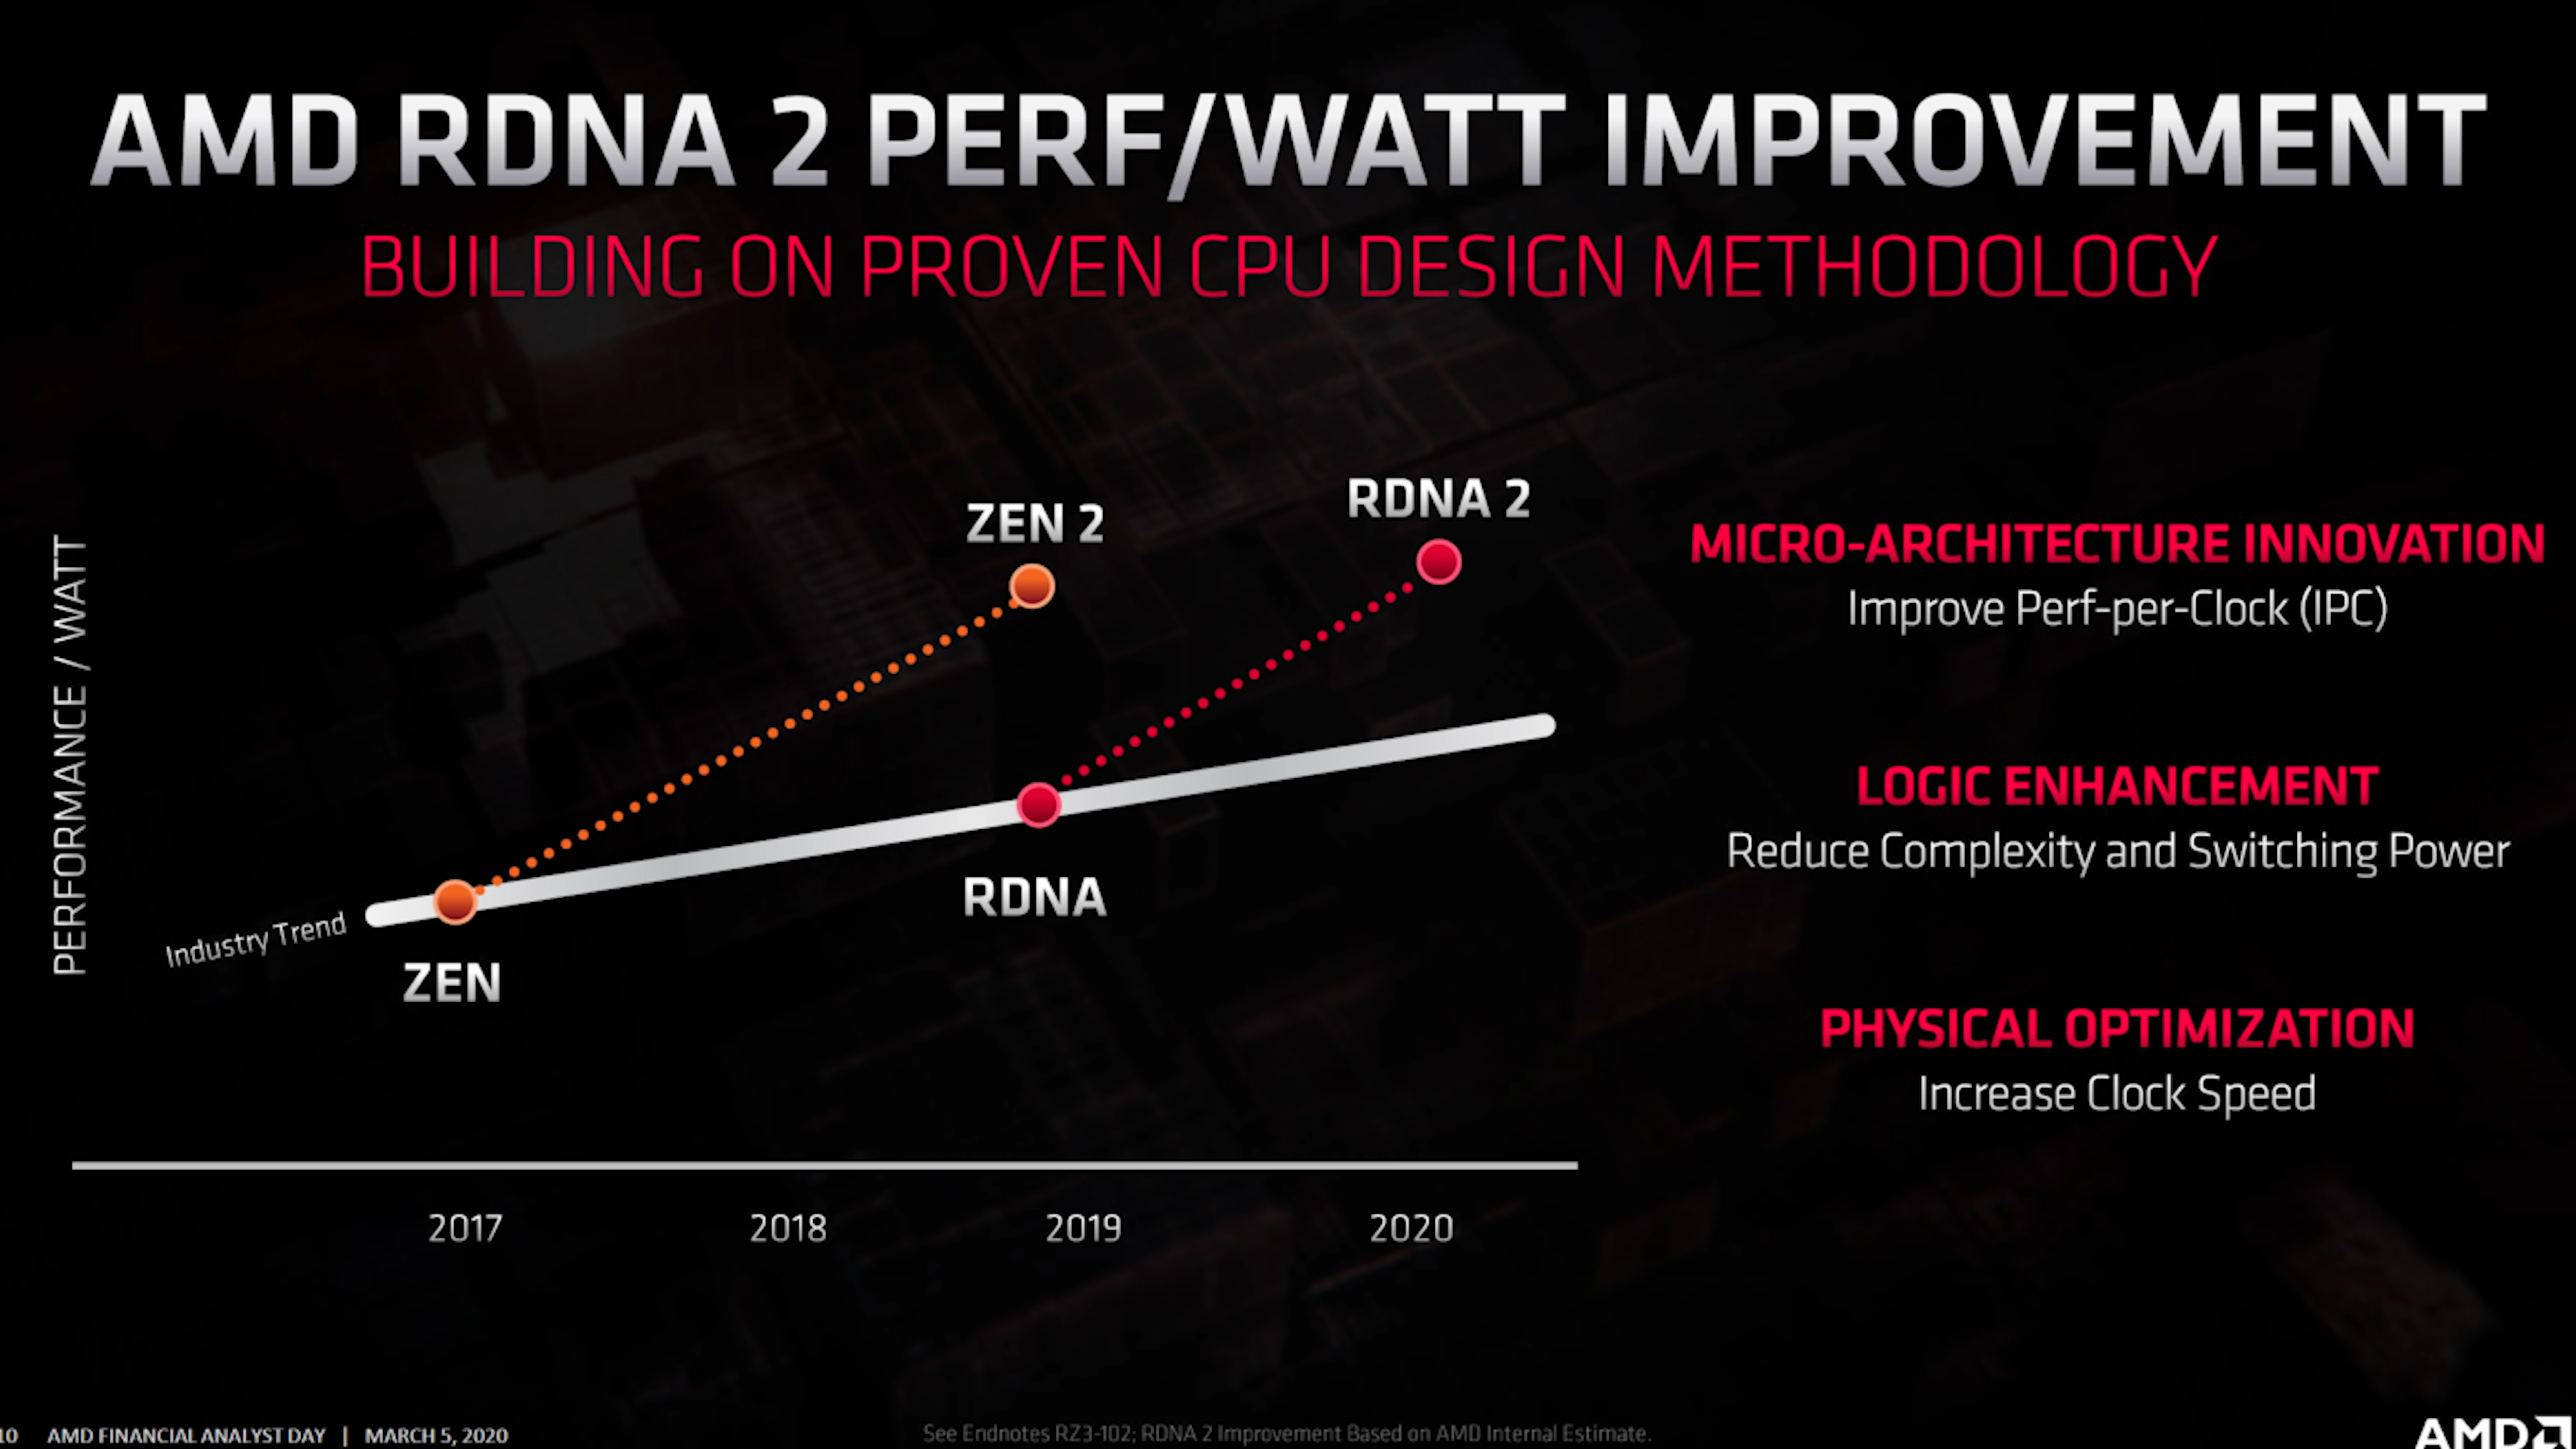 AMD RDNA 2 PERF/WATT IMPROVEMENT
BUILDING ON PROVEN CPU DESIGN METHODOLOGY
PERFORMANCE / WATT
ZEN 2
RDNA 2
RDNA
Industry Trend
ZEN
2017 2018 2019 2020
MICRO-ARCHITECTURE INNOVATION
Improve Perf-per-Clock (IPC)
LOGIC ENHANCEMENT
Reduce Complexity and Switching Power
PHYSICAL OPTIMIZATION
Increase Clock Speed
10 AMD FINANCIAL ANALYST DAY | MARCH 5, 2020
See Endnotes RZ3-102; RDNA 2 Improvement Based on AMD Internal Estimate.
AMD